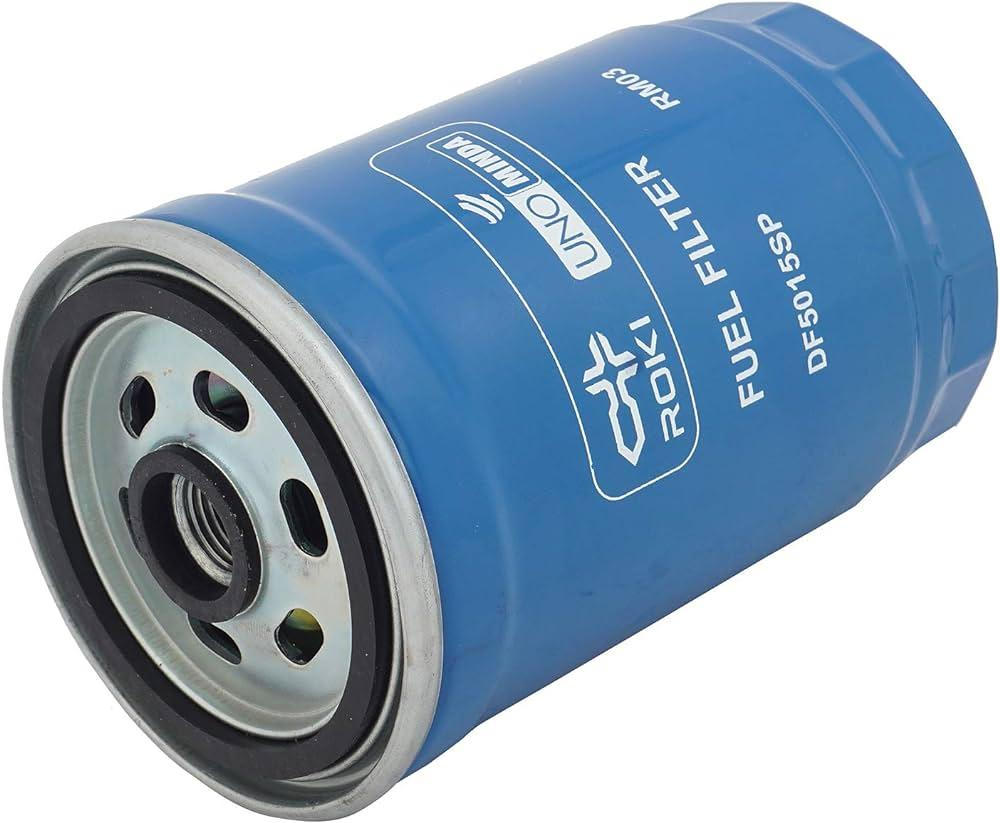 UNO MINDA
ROKI
RM03
FUEL FILTER
DF5015SP